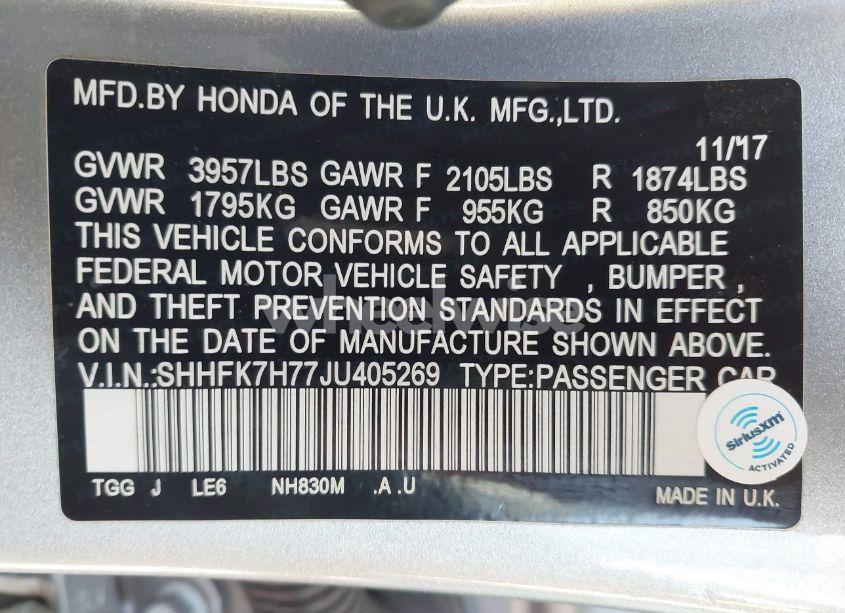 MFD.BY HONDA OF THE U.K. MFG.,LTD.
11/'17
GVWR 3957LBS GAWR F 2105LBS R 1874LBS
GVWR 1795KG GAWR F 955KG R 850KG
THIS VEHICLE CONFORMS TO ALL APPLICABLE
FEDERAL MOTOR VEHICLE SAFETY , BUMPER ,
AND THEFT PREVENTION STANDARDS IN EFFECT
ON THE DATE OF MANUFACTURE SHOWN ABOVE.
V.I.N.:SHHFK7H77JU405269 TYPE:PASSENGER CAR
TGG J LE6 NH830M .A .U
MADE IN U.K.
siriusxm
ACTIVATED
wheelwise